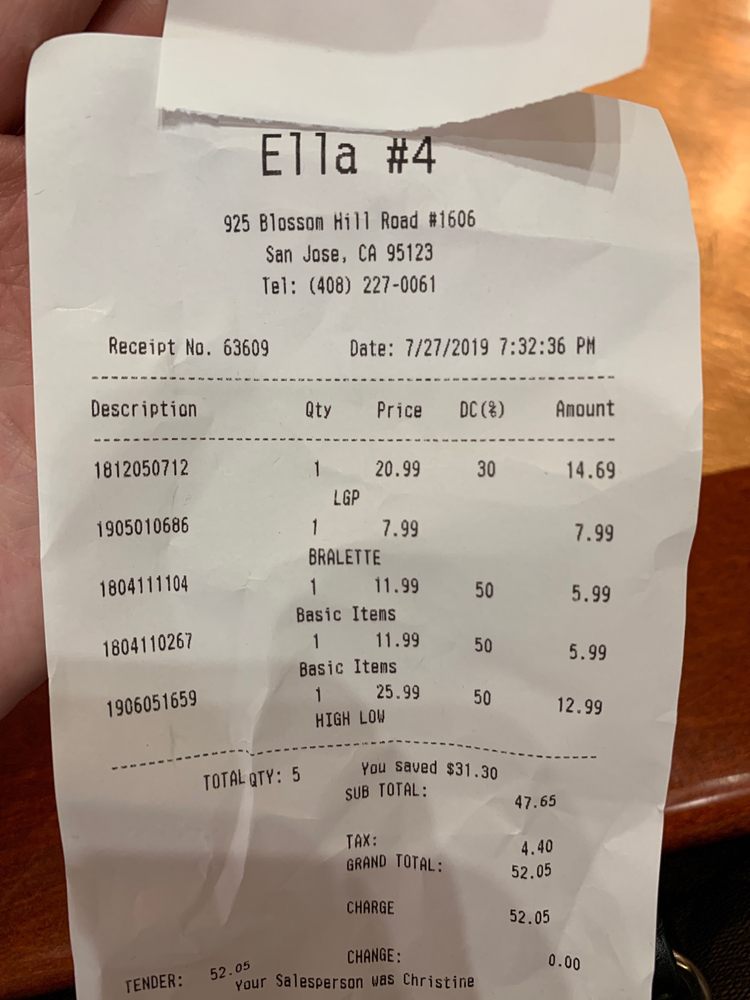 Ella #4
925 Blossom Hill Road #1606
San Jose, CA 95123
Tel: (408) 227-0061
Receipt No. 63609 Date: 7/27/2019 7:32:36 PM
Description Qty Price DC(%) Amount
1812050712 1 20.99 30 14.69
LGP
1905010686 1 7.99 7.99
BRALETTE
1804111104 1 11.99 50 5.99
Basic Items
1804110267 1 11.99 50 5.99
Basic Items
1906051659 1 25.99 50 12.99
HIGH LOW
TOTAL QTY: 5 You saved $31.30
SUB TOTAL: 47.65
TAX: 4.40
GRAND TOTAL: 52.05
CHARGE 52.05
CHANGE: 0.00
TENDER: 52.05
Your Salesperson was Christine